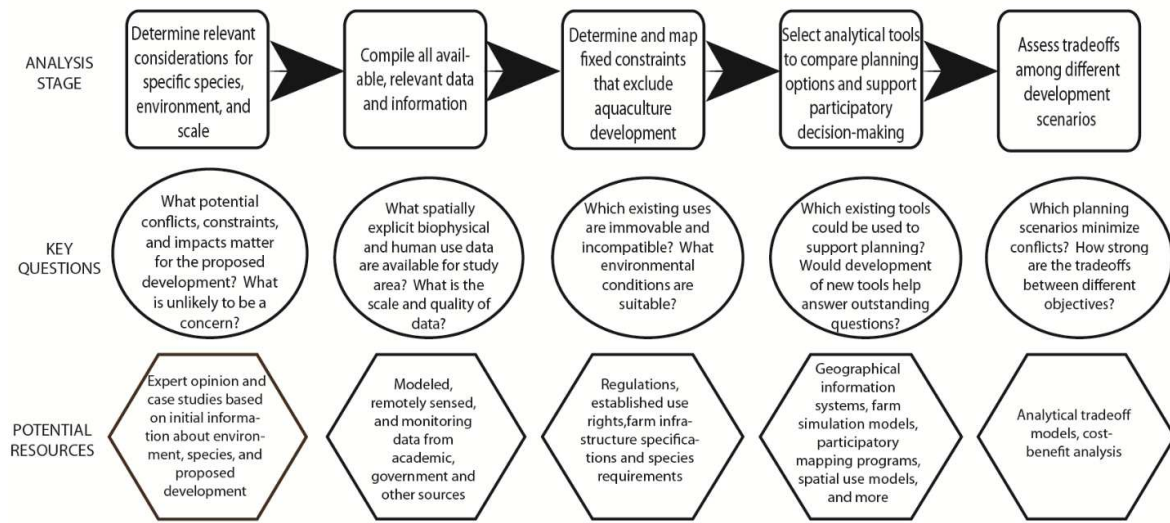 ANALYSIS
STAGE
Determine relevant
considerations for
specific species,
environment, and
scale
Compile all avail-
able, relevant data
and information
Determine and map
fixed constraints
that exclude
aquaculture
development
Select analytical tools
to compare planning
options and support
participatory
decision-making
Assess tradeoffs
among different
development
scenarios
KEY
QUESTIONS
What potential
conflicts, constraints,
and impacts matter
for the proposed
development? What
is unlikely to be a
concern?
What spatially
explicit biophysical
and human use data
are available for study
area? What is the
scale and quality of
data?
Which existing uses
are immovable and
incompatible? What
environmental
conditions are
suitable?
Which existing tools
could be used to
support planning?
Would development
of new tools help
answer outstanding
questions?
Which planning
scenarios minimize
conflicts? How strong
are the tradeoffs
between different
objectives?
POTENTIAL
RESOURCES
Expert opinion and
case studies based
on initial informa-
tion about environ-
ment, species, and
proposed
development
Modeled,
remotely sensed,
and monitoring
data from
academic,
government and
other sources
Regulations,
established use
rights,farm infra-
structure specifica-
tions and species
requirements
Geographical
information
systems, farm
simulation models,
participatory
mapping programs,
spatial use models,
and more
Analytical tradeoff
models, cost-
benefit analysis